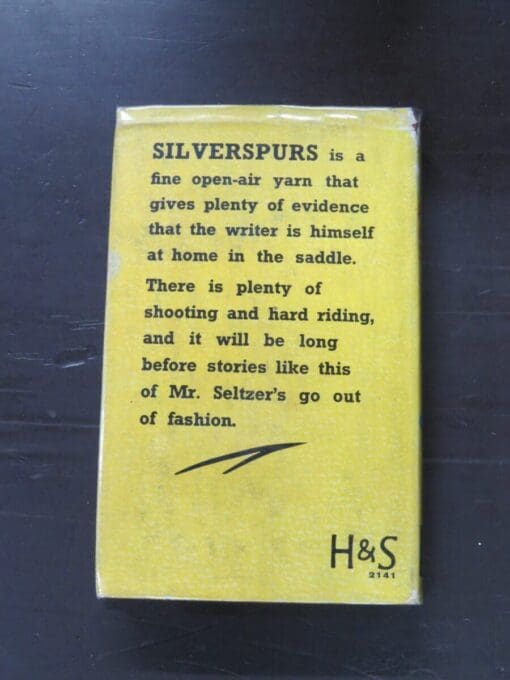 SILVERSPURS is a
fine open-air yarn that
gives plenty of evidence
that the writer is himself
at home in the saddle.
There is plenty of
shooting and hard riding,
and it will be long
before stories like this
of Mr. Seltzer's go out
of fashion.
H&S
2141